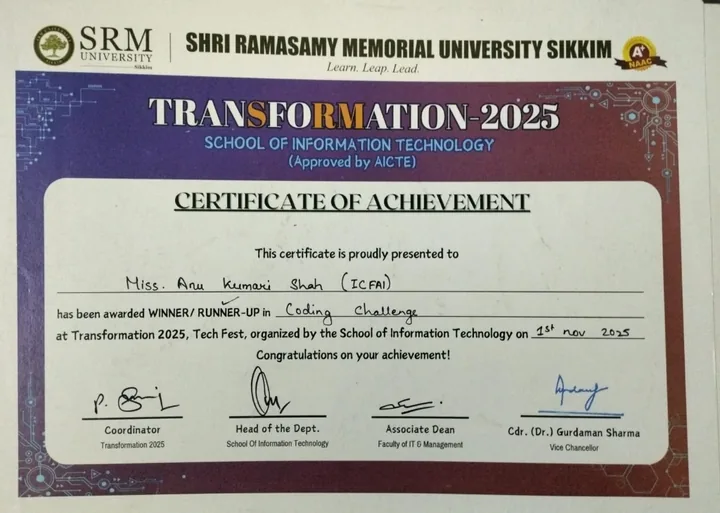 SRM
UNIVERSITY
Sikkim
SHRI RAMASAMY MEMORIAL UNIVERSITY SIKKIM
Learn. Leap. Lead.
A+
NAAC
TRANSFORMATION-2025
SCHOOL OF INFORMATION TECHNOLOGY
(Approved by AICTE)
CERTIFICATE OF ACHIEVEMENT
This certificate is proudly presented to
Miss. Anu Kumari Shah (ICFAI)
has been awarded WINNER/ RUNNER-UP in Coding Challenge
at Transformation 2025, Tech Fest, organized by the School of Information Technology on 1st nov 2025
Congratulations on your achievement!
Coordinator
Transformation 2025
Head of the Dept.
School Of Information Technology
Associate Dean
Faculty of IT & Management
Cdr. (Dr.) Gurdaman Sharma
Vice Chancellor